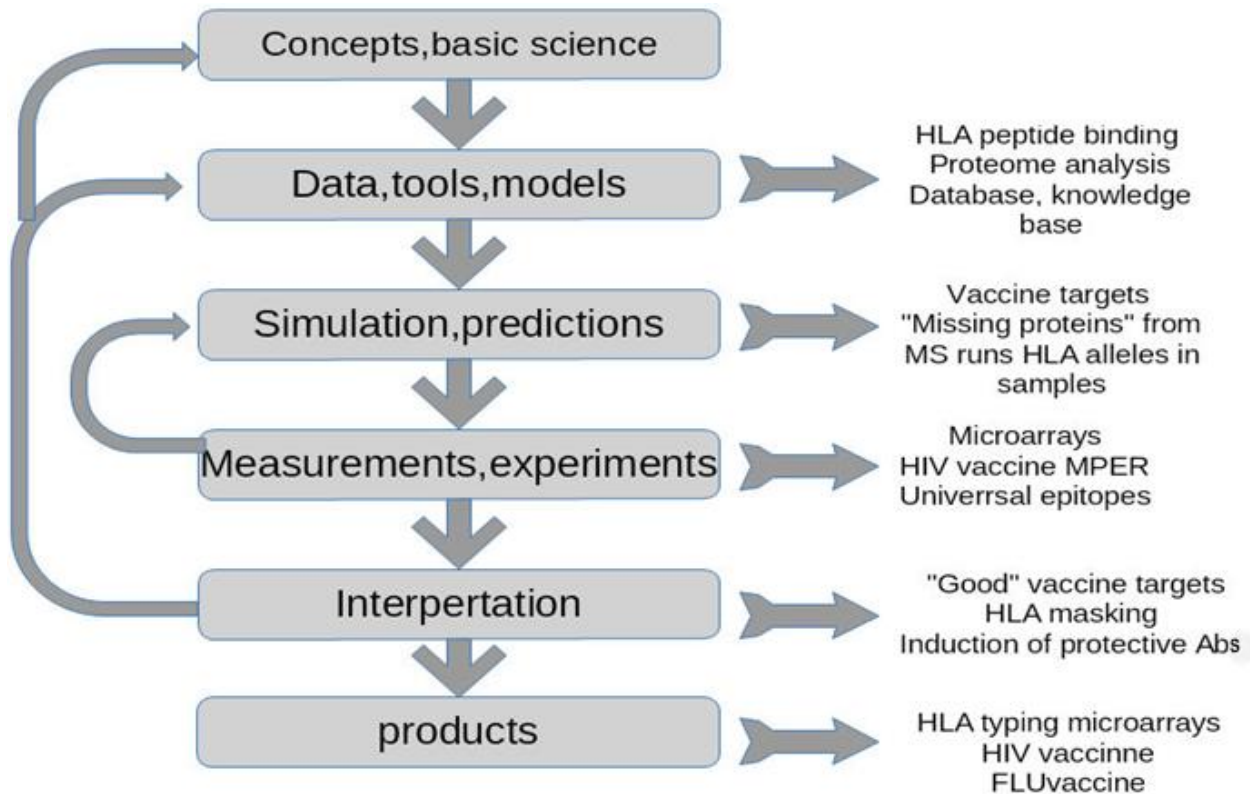 Concepts,basic science
Data,tools,models
HLA peptide binding
Proteome analysis
Database, knowledge
base
Simulation,predictions
Vaccine targets
"Missing proteins" from
MS runs HLA alleles in
samples
Measurements,experiments
Microarrays
HIV vaccine MPER
Univerrsal epitopes
Interpertation
"Good" vaccine targets
HLA masking
Induction of protective Abs
products
HLA typing microarrays
HIV vaccinne
FLUvaccine